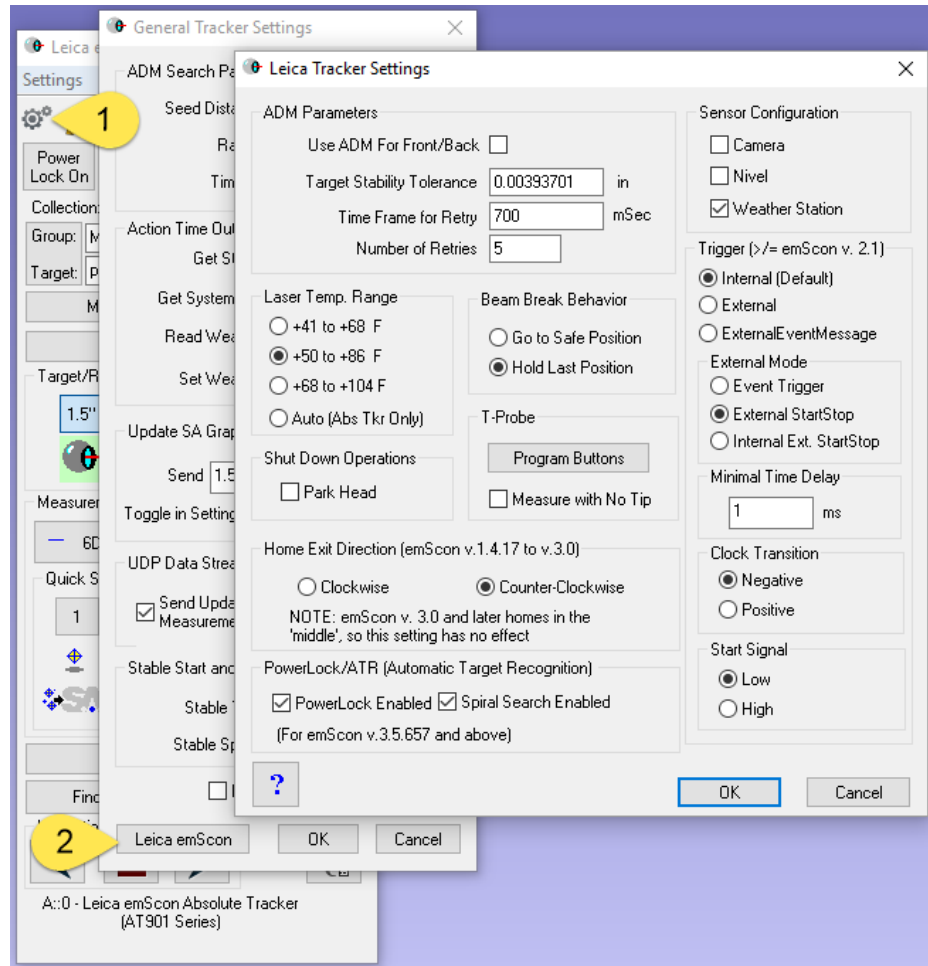 General Tracker Settings
Leica e
Leica Tracker Settings
Settings
1
Power
Lock On
Collection:
Group: M
Target: P
M
Target/R
1.5"
Measurer
6D
Quick S
1
Find
2
A::0 - Leica emScon Absolute Tracker
(AT901 Series)
ADM Search Pa
Seed Dista
Ra
Tim
Action Time Out
Get St
Get System
Read Wea
Set Wea
Update SA Grap
Send 1.5
Toggle in Setting
UDP Data Strea
Send Upda
Measureme
Stable Start and
Stable T
Stable Sp
Leica emScon OK Cancel
ADM Parameters
Use ADM For Front/Back
Target Stability Tolerance 0.00393701 in
Time Frame for Retry 700 mSec
Number of Retries 5
Laser Temp. Range
+41 to +68 F
+50 to +86 F
+68 to +104 F
Auto (Abs Tkr Only)
Beam Break Behavior
Go to Safe Position
Hold Last Position
Shut Down Operations
Park Head
T-Probe
Program Buttons
Measure with No Tip
Home Exit Direction (emScon v.1.4.17 to v.3.0)
Clockwise Counter-Clockwise
NOTE: emScon v. 3.0 and later homes in the
'middle', so this setting has no effect
PowerLock/ATR (Automatic Target Recognition)
PowerLock Enabled Spiral Search Enabled
(For emScon v.3.5.657 and above)
?
Sensor Configuration
Camera
Nivel
Weather Station
Trigger (>/= emScon v. 2.1)
Internal (Default)
External
ExternalEventMessage
External Mode
Event Trigger
External StartStop
Internal Ext. StartStop
Minimal Time Delay
1 ms
Clock Transition
Negative
Positive
Start Signal
Low
High
OK Cancel